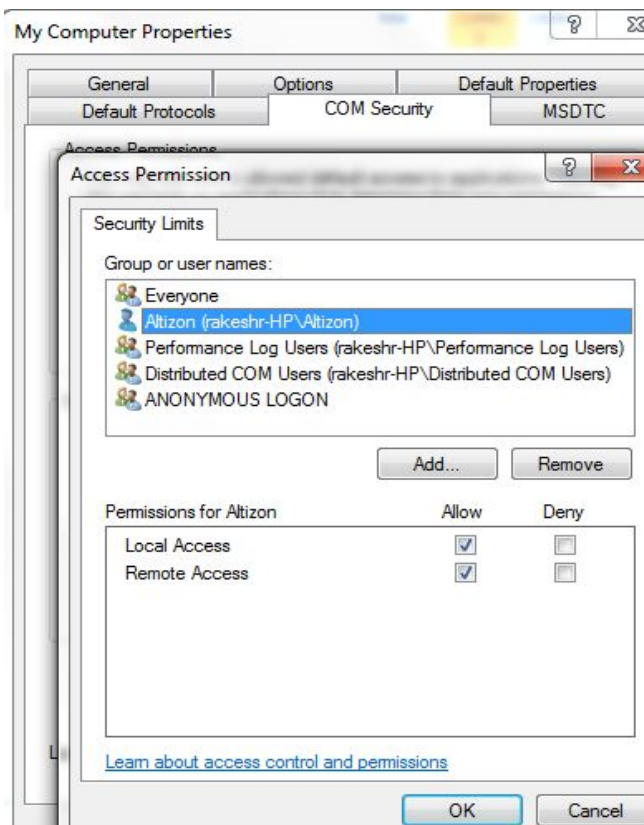 My Computer Properties
General Options Default Properties
Default Protocols COM Security MSDTC
Access Permissions
Access Permission
Security Limits
Group or user names:
Everyone
Altizon (rakeshr-HP\Altizon)
Performance Log Users (rakeshr-HP\Performance Log Users)
Distributed COM Users (rakeshr-HP\Distributed COM Users)
ANONYMOUS LOGON
Add... Remove
Permissions for Altizon Allow Deny
Local Access
Remote Access
Learn about access control and permissions
OK Cancel